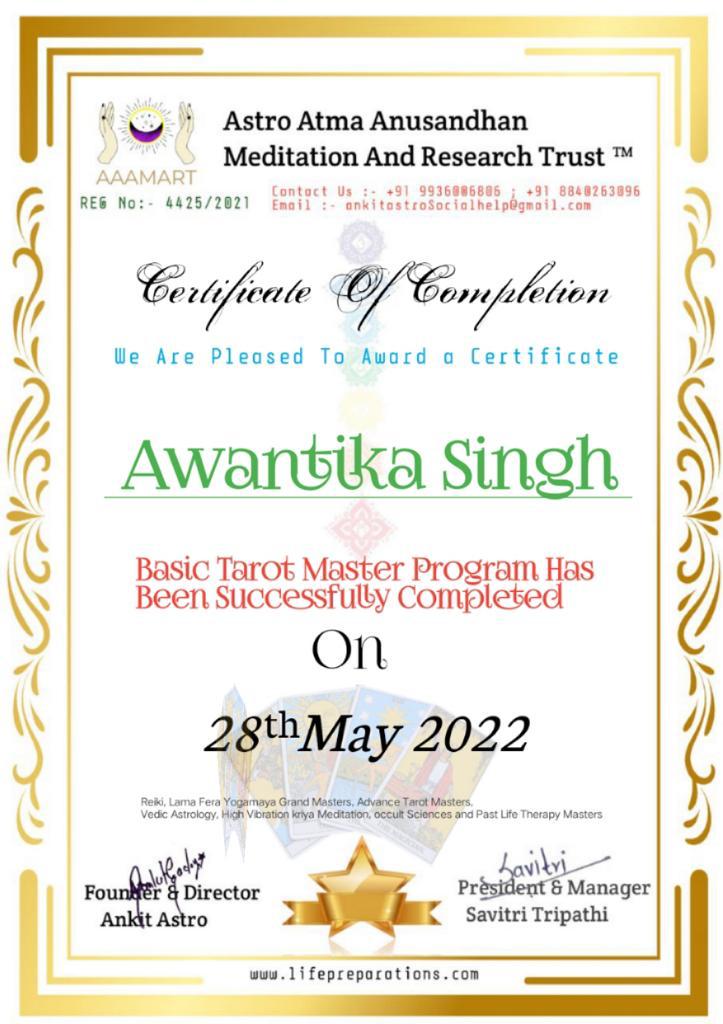 AAAMART
Astro Atma Anusandhan
Meditation And Research Trust ™
REG No:- 4425/2021
Contact Us :- +91 9936006806 ; +91 8840263096
Email :- ankitastroSocialhelp@gmail.com
Certificate Of Completion
We Are Pleased To Award a Certificate
Awantika Singh
Basic Tarot Master Program Has
Been Successfully Completed
On
28th May 2022
Reiki, Lama Fera Yogamaya Grand Masters, Advance Tarot Masters,
Vedic Astrology, High Vibration kriya Meditation, occult Sciences and Past Life Therapy Masters
Savitri
Founder & Director
Ankit Astro
President & Manager
Savitri Tripathi
www.lifepreparations.com